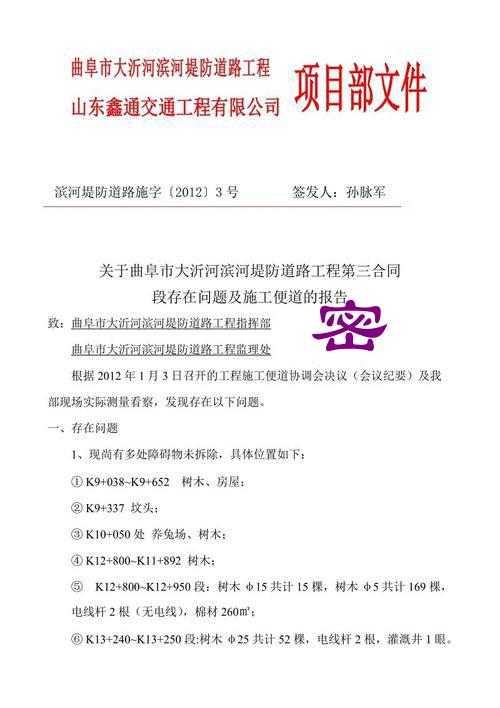 曲阜市大沂河滨河堤防道路工程
山东鑫通交通工程有限公司
项目部文件
滨河堤防道路施字〔2012〕3号 签发人：孙脉军
关于曲阜市大沂河滨河堤防道路工程第三合同
段存在问题及施工便道的报告
密
致：曲阜市大沂河滨河堤防道路工程指挥部
曲阜市大沂河滨河堤防道路工程监理处
根据 2012 年 1 月 3 日召开的工程施工便道协调会决议（会议纪要）及我
部现场实际测量看察，发现存在以下问题。
一、存在问题
1、现尚有多处障碍物未拆除，具体位置如下：
① K9+038~K9+652 树木、房屋；
② K9+337 坟头；
③ K10+050 处 养兔场、树木；
④ K12+800~K11+892 树木；
⑤ K12+800~K12+950 段：树木 φ15 共计 15 棵，树木 φ5 共计 169 棵，
电线杆 2 根（无电线），棉材 260㎡；
⑥ K13+240~K13+250 段:树木 φ25 共计 52 棵，电线杆 2 根，灌溉井 1 眼。